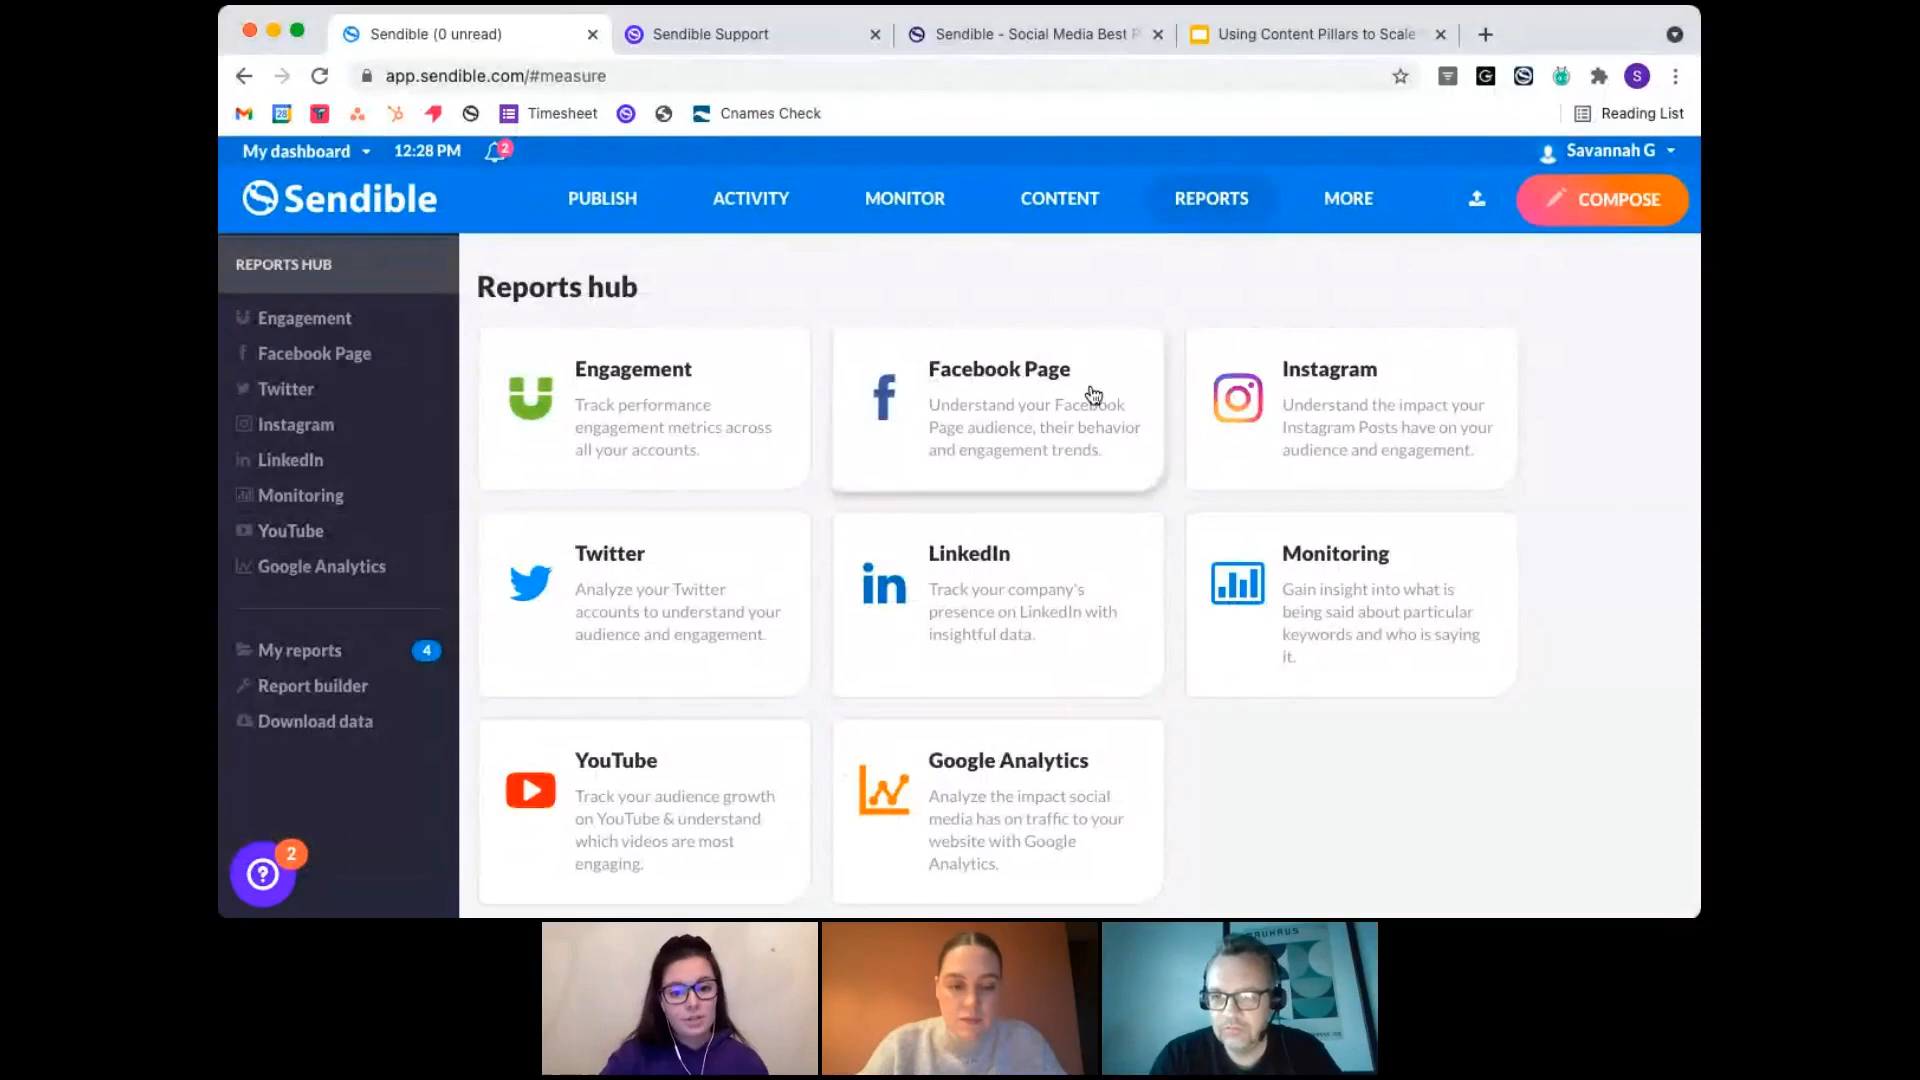 Sendible (0 unread)
Sendible Support
Sendible - Social Media Best P
Using Content Pillars to Scale
app.sendible.com/#measure
S
28
Timesheet
Cnames Check
Reading List
My dashboard
12:28 PM
2
Savannah G
Sendible
PUBLISH
ACTIVITY
MONITOR
CONTENT
REPORTS
MORE
COMPOSE
REPORTS HUB
Engagement
Facebook Page
Twitter
Instagram
LinkedIn
Monitoring
YouTube
Google Analytics
My reports
4
Report builder
Download data
2
Reports hub
Engagement
Track performance
engagement metrics across
all your accounts.
Facebook Page
Understand your Facebook
Page audience, their behavior
and engagement trends.
Instagram
Understand the impact your
Instagram Posts have on your
audience and engagement.
Twitter
Analyze your Twitter
accounts to understand your
audience and engagement.
LinkedIn
Track your company's
presence on LinkedIn with
insightful data.
Monitoring
Gain insight into what is
being said about particular
keywords and who is saying
it.
YouTube
Track your audience growth
on YouTube & understand
which videos are most
engaging.
Google Analytics
Analyze the impact social
media has on traffic to your
website with Google
Analytics.
BAUHAUS